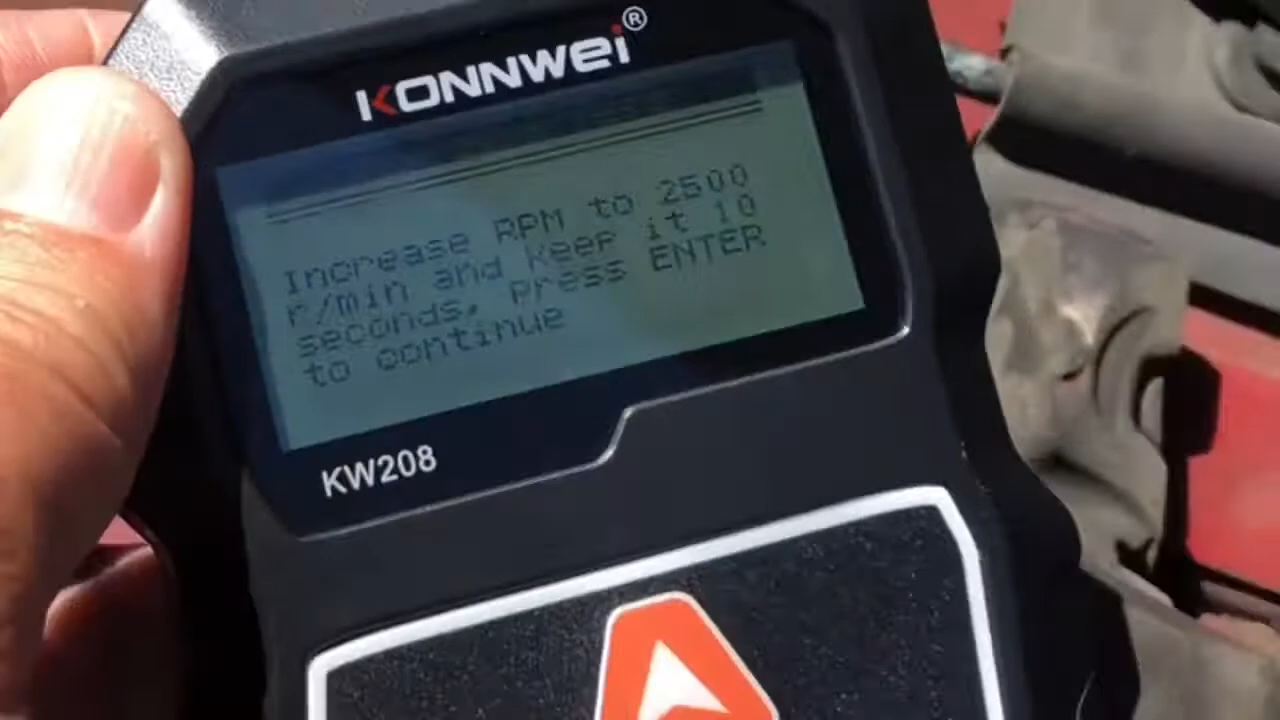 KONNWEI®
Increase RPM to 2500
r/min and keep it 10
seconds, press ENTER
to continue
KW208